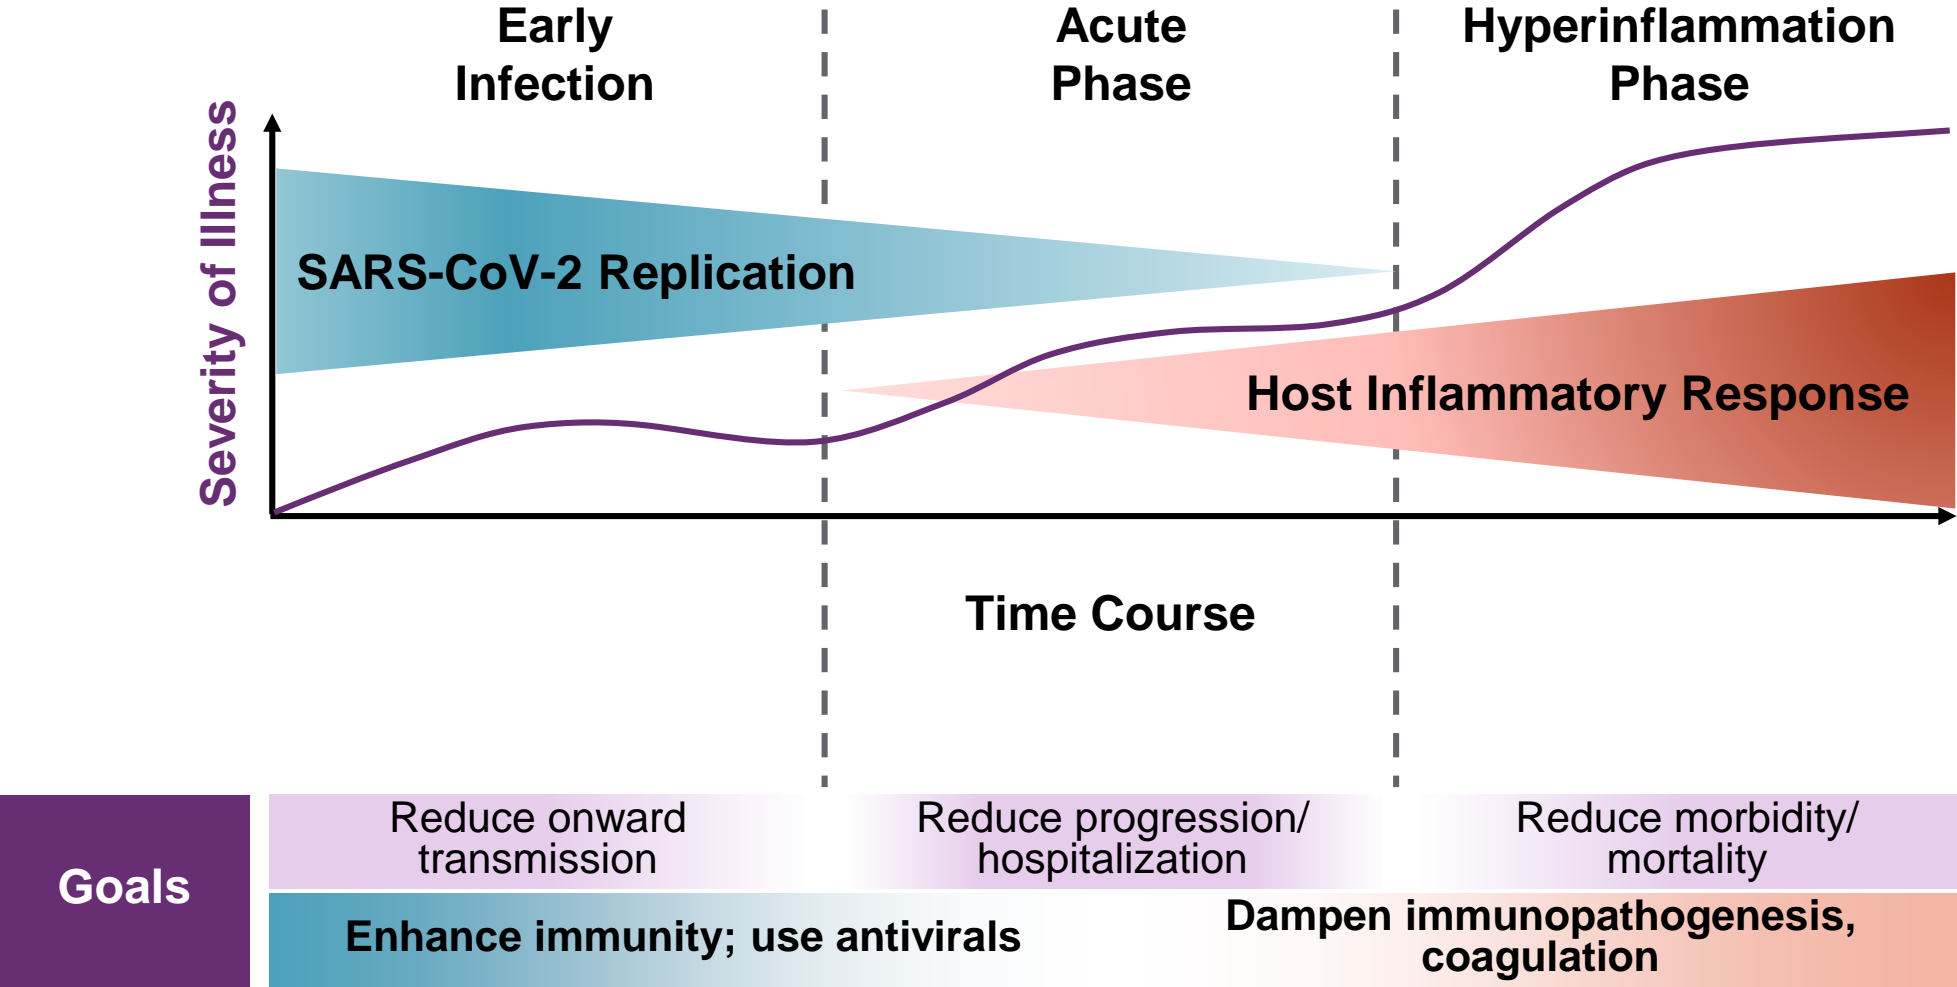 Early
Infection
Acute
Phase
Hyperinflammation
Phase
Severity of Illness
SARS-CoV-2 Replication
Host Inflammatory Response
Time Course
Goals
Reduce onward
transmission
Reduce progression/
hospitalization
Reduce morbidity/
mortality
Enhance immunity; use antivirals
Dampen immunopathogenesis,
coagulation